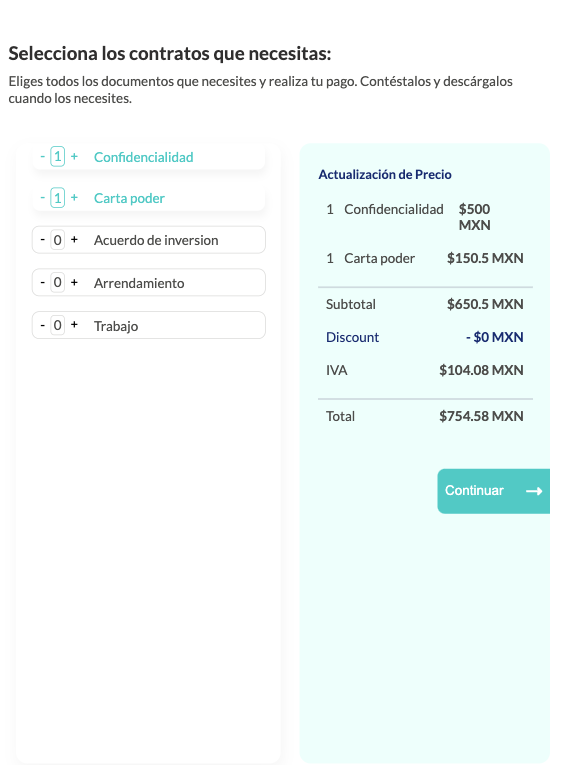 Selecciona los contratos que necesitas:
Eliges todos los documentos que necesites y realiza tu pago. Contéstalos y descárgalos
cuando los necesites.
- 1 + Confidencialidad
- 1 + Carta poder
- 0 + Acuerdo de inversion
- 0 + Arrendamiento
- 0 + Trabajo
Actualización de Precio
1 Confidencialidad $500
MXN
1 Carta poder $150.5 MXN
Subtotal $650.5 MXN
Discount - $0 MXN
IVA $104.08 MXN
Total $754.58 MXN
Continuar →